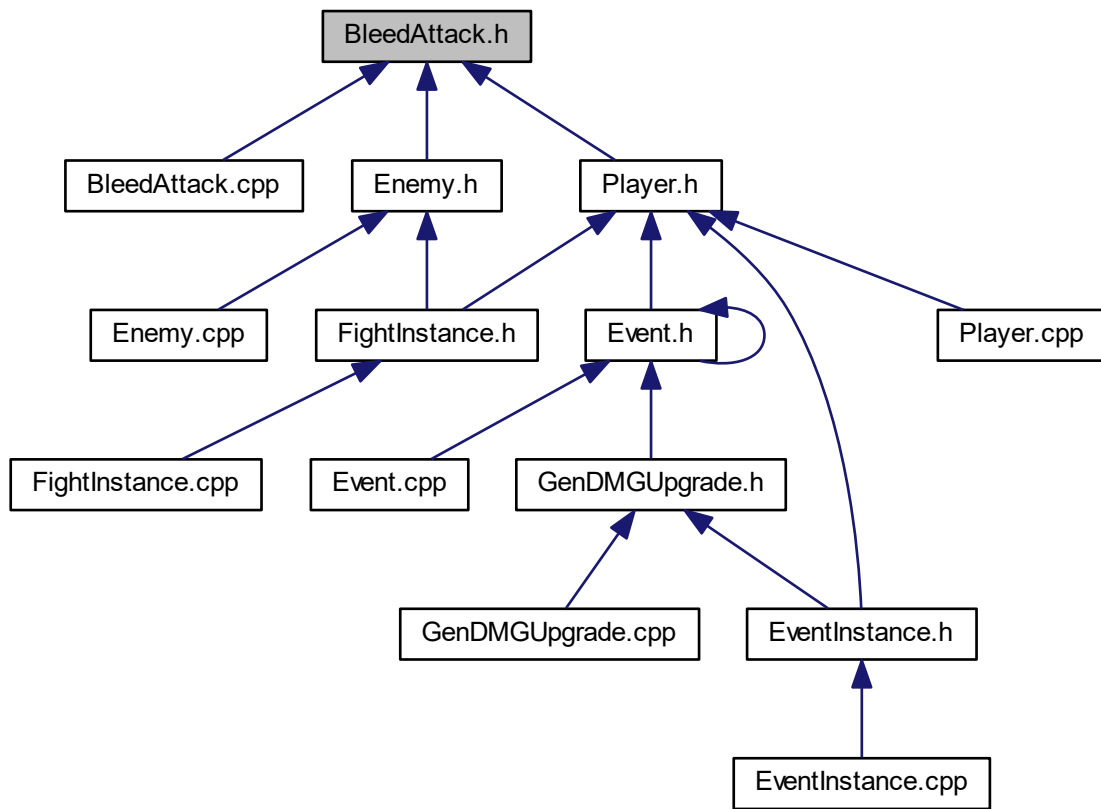 BleedAttack.h
BleedAttack.cpp
Enemy.h
Player.h
Enemy.cpp
FightInstance.h
Event.h
Player.cpp
FightInstance.cpp
Event.cpp
GenDMGUpgrade.h
GenDMGUpgrade.cpp
EventInstance.h
EventInstance.cpp